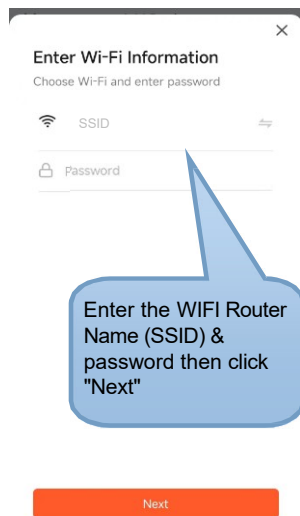 Enter Wi-Fi Information
Choose Wi-Fi and enter password
SSID
Password
Enter the WIFI Router
Name (SSID) &
password then click
"Next"
Next